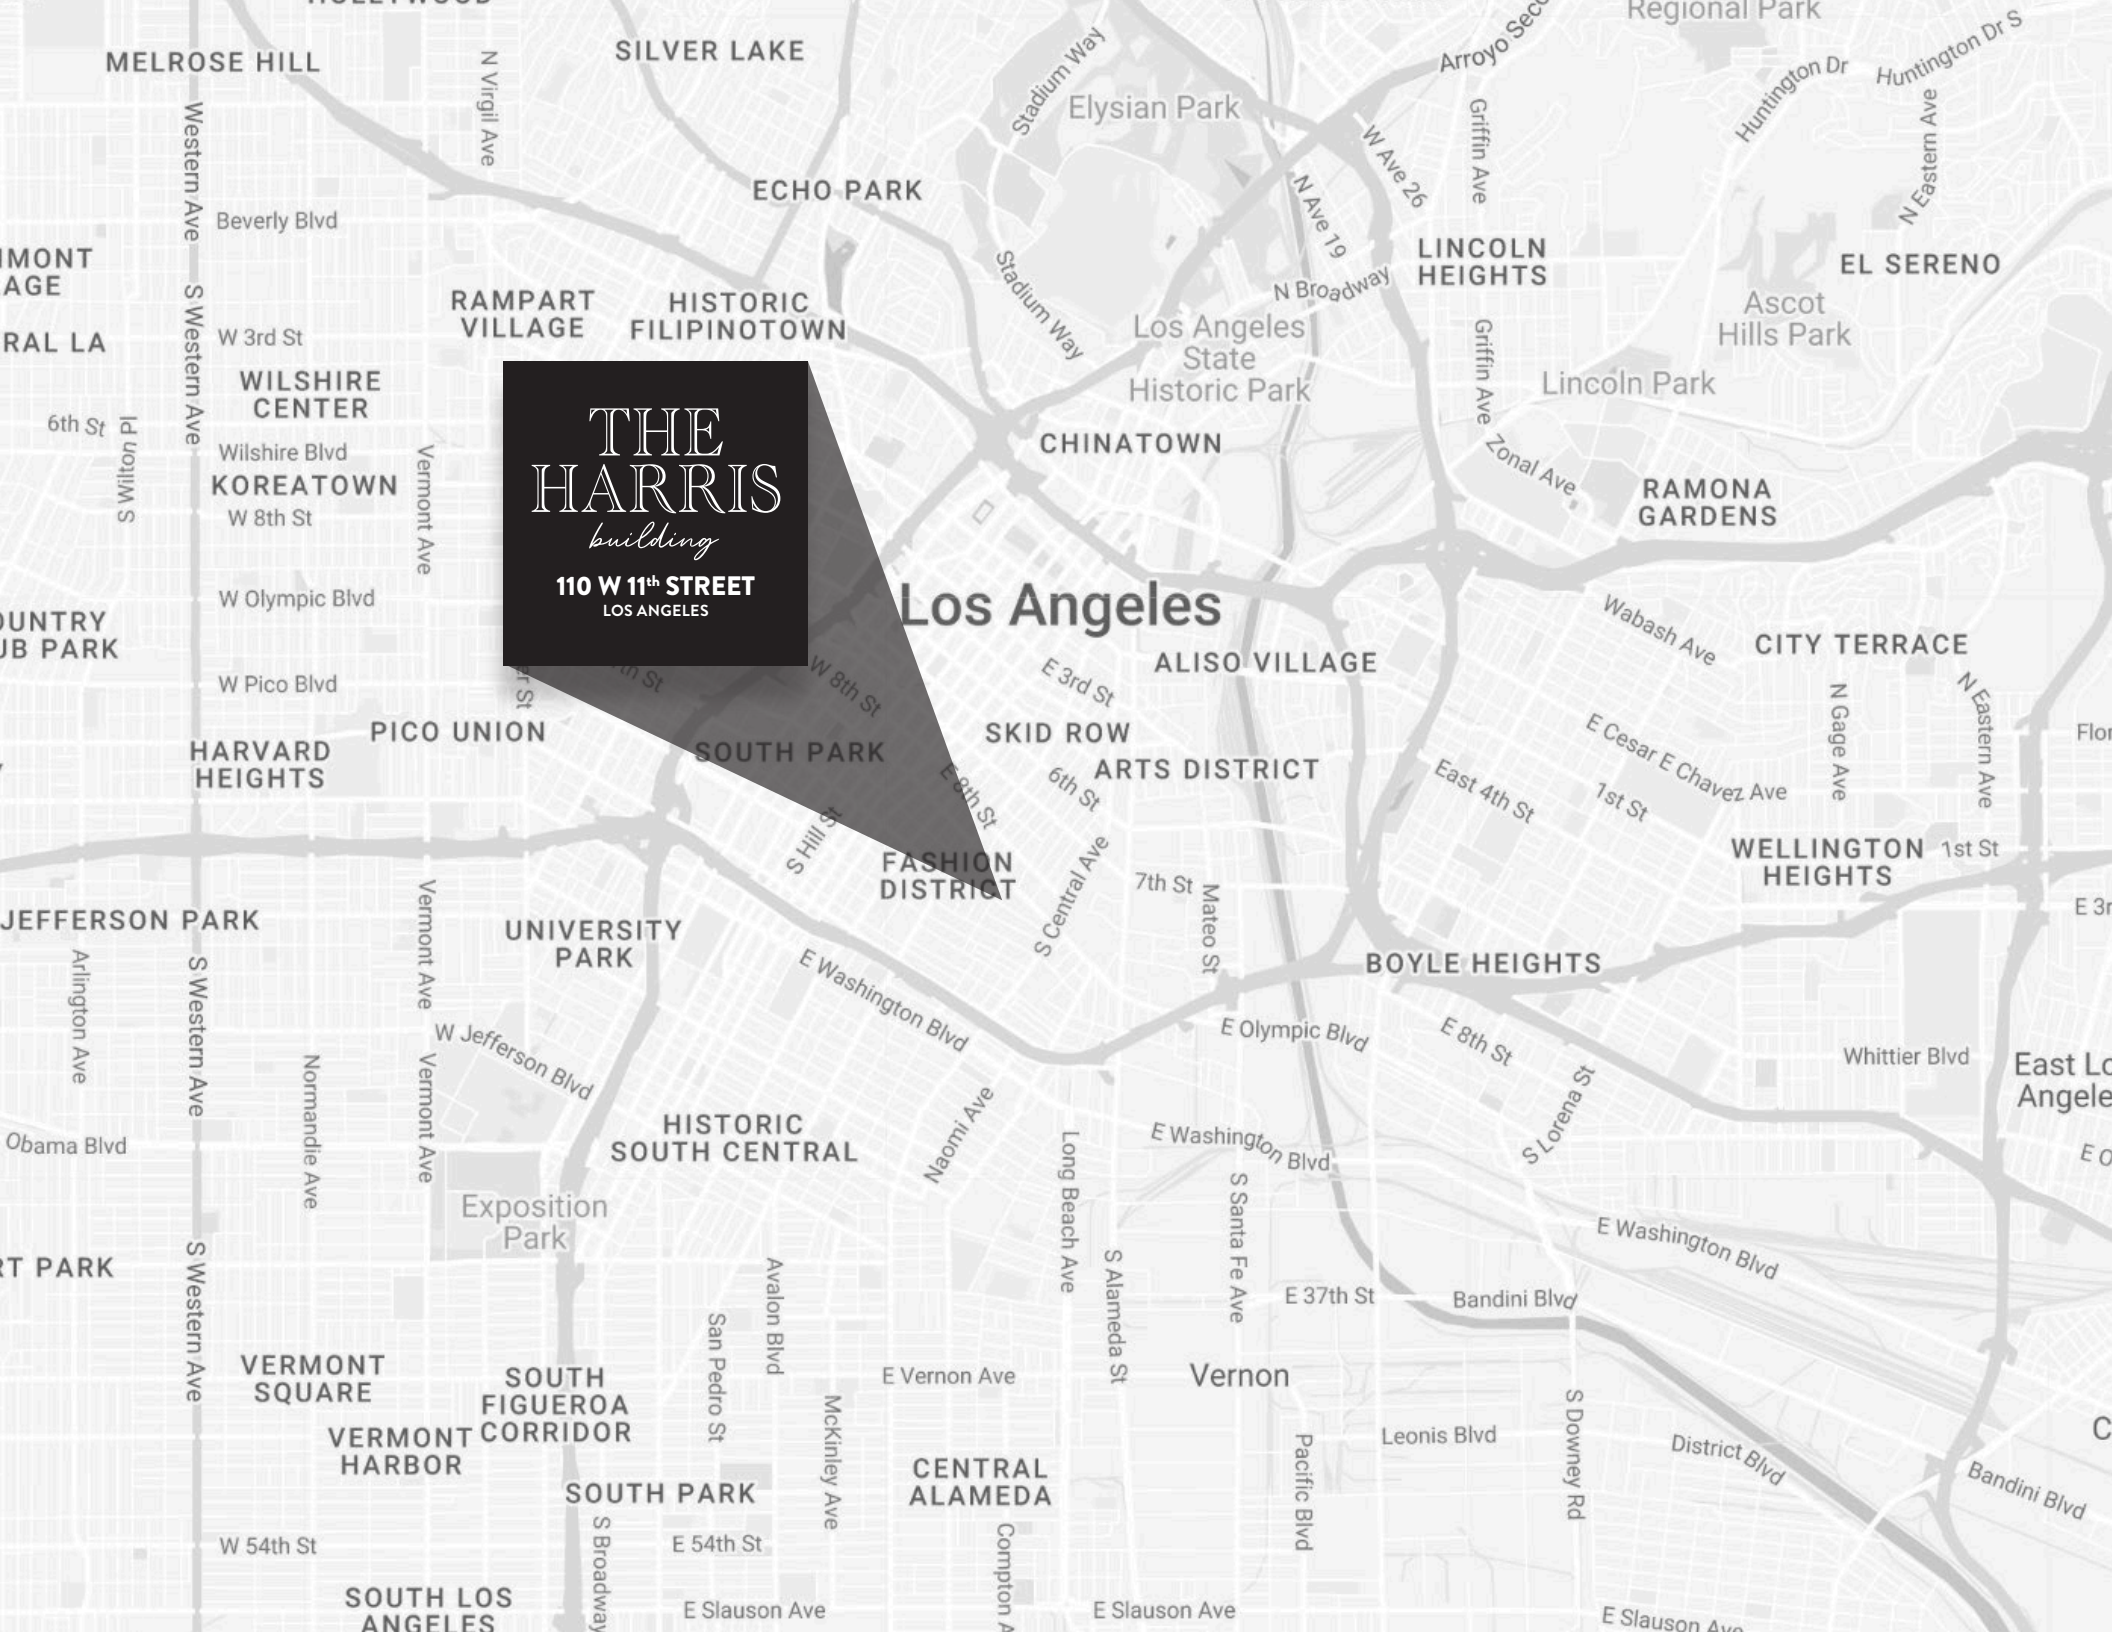 HOLLYWOOD
Regional Park
MELROSE HILL
SILVER LAKE
N Virgil Ave
Stadium Way
Elysian Park
Arroyo Seco
Griffin Ave
Huntington Dr
Huntington Dr S
N Eastern Ave
Western Ave
ECHO PARK
W Ave 26
N Ave 19
Beverly Blvd
LINCOLN
HEIGHTS
EL SERENO
IMONT
AGE
S Western Ave
RAMPART
VILLAGE
HISTORIC
FILIPINOTOWN
Stadium Way
N Broadway
Los Angeles
State
Historic Park
Griffin Ave
Ascot
Hills Park
RAL LA
W 3rd St
WILSHIRE
CENTER
Lincoln Park
6th St
S Wilton Pl
Wilshire Blvd
KOREATOWN
W 8th St
Vermont Ave
THE
HARRIS
building
110 W 11th STREET
LOS ANGELES
CHINATOWN
Zonal Ave
RAMONA
GARDENS
W Olympic Blvd
Los Angeles
OUNTRY
UB PARK
Wabash Ave
CITY TERRACE
W Pico Blvd
er St
7th St
W 8th St
E 3rd St
ALISO VILLAGE
N Gage Ave
N Eastern Ave
PICO UNION
HARVARD
HEIGHTS
SOUTH PARK
SKID ROW
E 8th St
6th St
ARTS DISTRICT
East 4th St
E Cesar E Chavez Ave
1st St
Flor
S Hill St
FASHION
DISTRICT
S Central Ave
7th St
Mateo St
WELLINGTON
HEIGHTS
1st St
E 3r
JEFFERSON PARK
Vermont Ave
UNIVERSITY
PARK
Arlington Ave
S Western Ave
E Washington Blvd
BOYLE HEIGHTS
W Jefferson Blvd
E Olympic Blvd
E 8th St
Whittier Blvd
East Lo
Angele
Normandie Ave
Vermont Ave
S Lorena St
Obama Blvd
HISTORIC
SOUTH CENTRAL
Naomi Ave
Long Beach Ave
E Washington Blvd
E O
Exposition
Park
S Santa Fe Ave
E Washington Blvd
RT PARK
S Western Ave
Avalon Blvd
S Alameda St
E 37th St
Bandini Blvd
San Pedro St
VERMONT
SQUARE
SOUTH
FIGUEROA
CORRIDOR
E Vernon Ave
Vernon
McKinley Ave
S Downey Rd
VERMONT
HARBOR
Pacific Blvd
Leonis Blvd
District Blvd
C
Bandini Blvd
CENTRAL
ALAMEDA
SOUTH PARK
W 54th St
S Broadway
E 54th St
Compton A
SOUTH LOS
ANGELES
E Slauson Ave
E Slauson Ave
E Slauson Ave